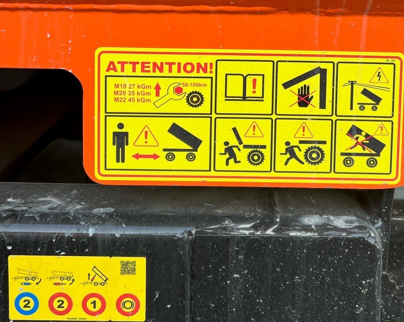 ATTENTION!
M18 27 kGm
M20 35 kGm
M22 45 kGm
50-100km
2 2 1